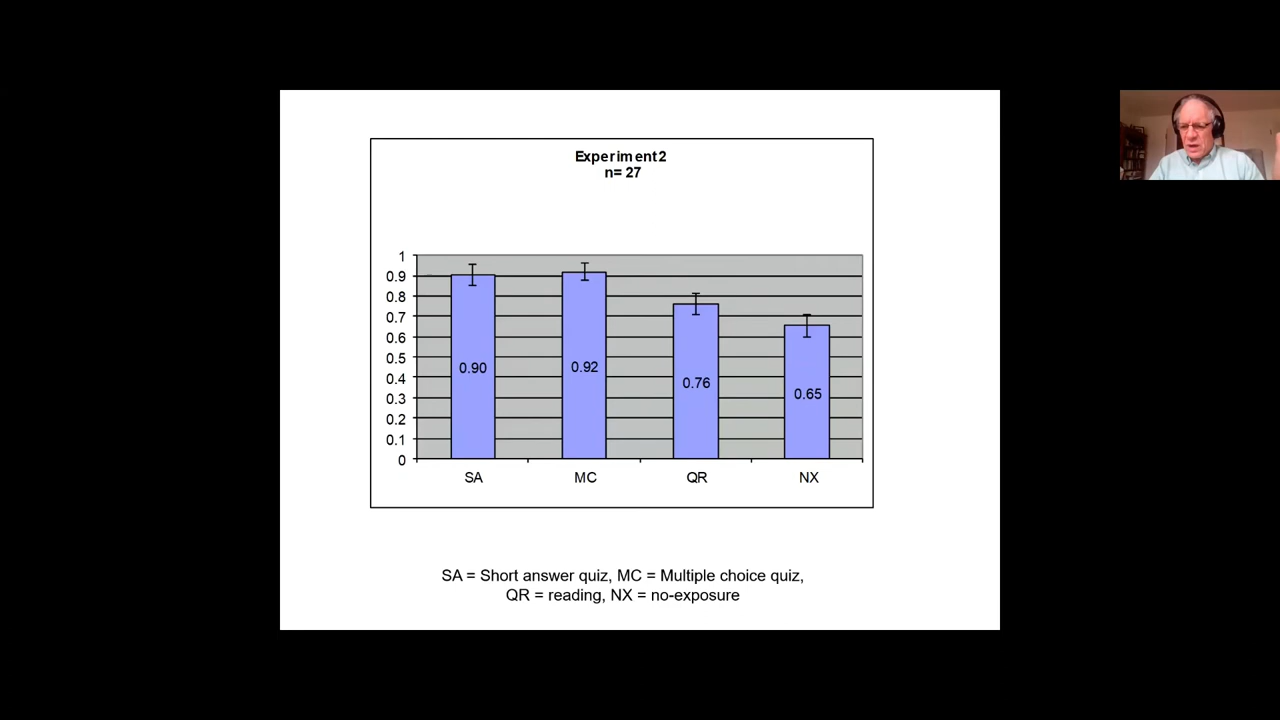 Experiment2
n= 27
1
0.9
0.8
0.7
0.6
0.5
0.4
0.3
0.2
0.1
0
0.90
0.92
0.76
0.65
SA
MC
QR
NX
SA = Short answer quiz, MC = Multiple choice quiz,
QR = reading, NX = no-exposure